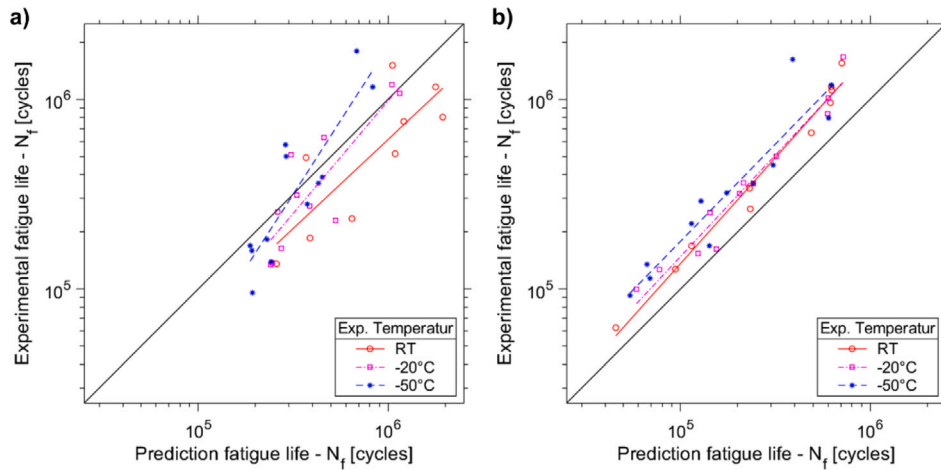 a)
Experimental fatigue life - N_f [cycles]
10^6
10^5
Exp. Temperatur
RT
-20°C
-50°C
10^5 10^6
Prediction fatigue life - N_f [cycles]
b)
Experimental fatigue life - N_f [cycles]
10^6
10^5
Exp. Temperatur
RT
-20°C
-50°C
10^5 10^6
Prediction fatigue life - N_f [cycles]